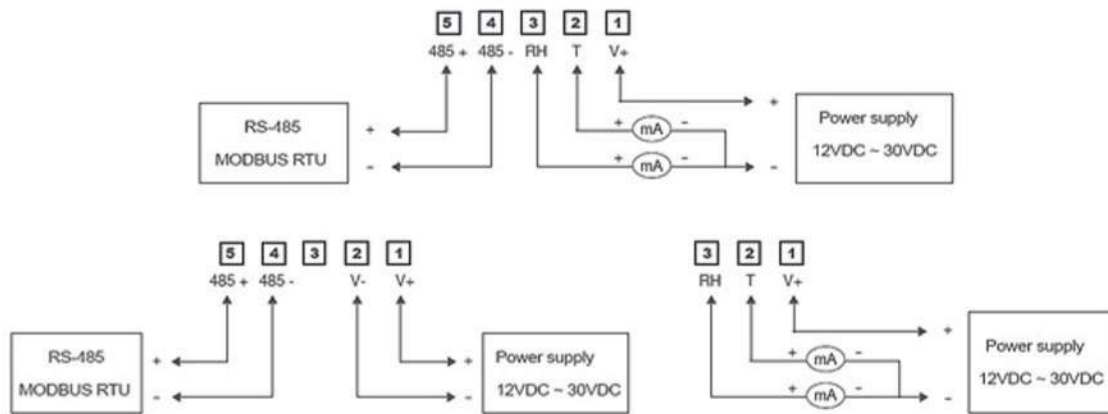 5 4 3 2 1
485 + 485 - RH T V+
RS-485
MODBUS RTU
+
-
+ mA -
+ mA -
+
-
Power supply
12VDC ~ 30VDC
5 4 3 2 1
485 + 485 - V- V+
RS-485
MODBUS RTU
+
-
+
-
Power supply
12VDC ~ 30VDC
3 2 1
RH T V+
+ mA -
+ mA -
+
-
Power supply
12VDC ~ 30VDC